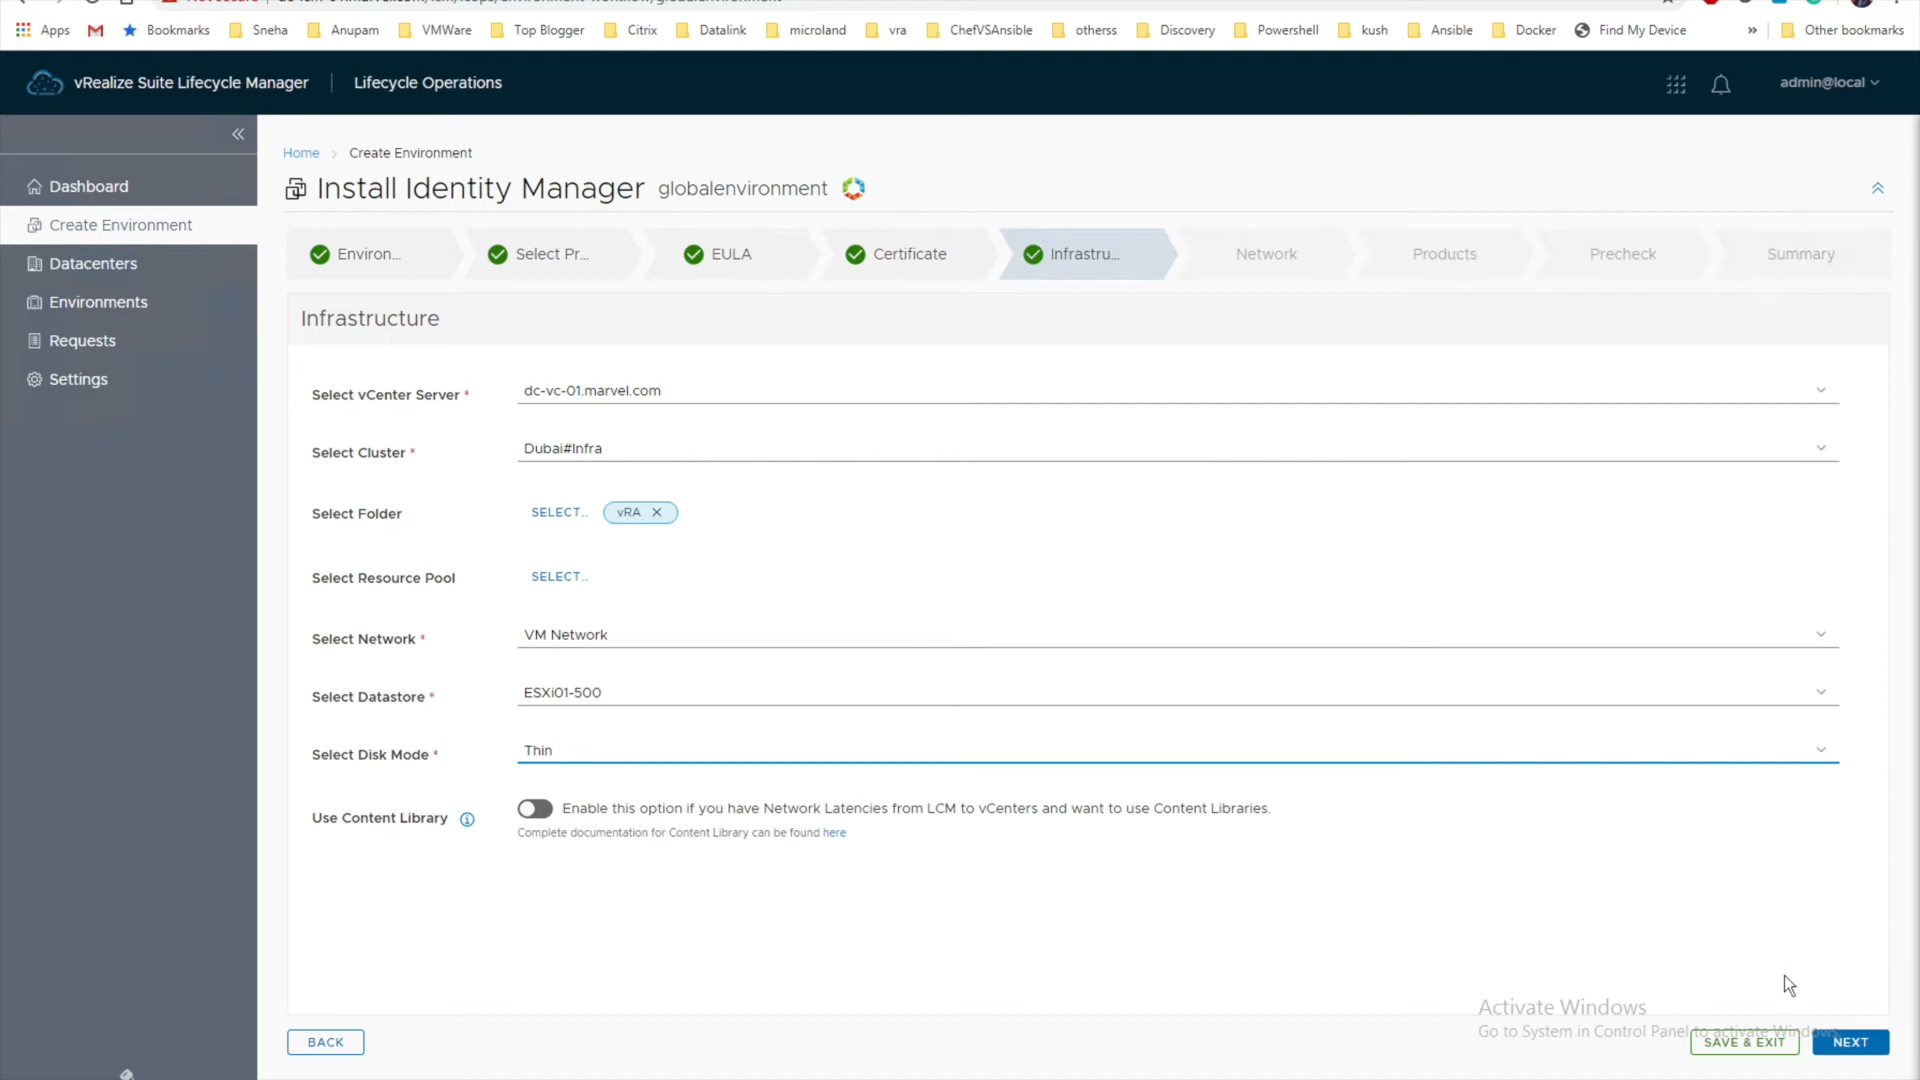 Apps
Bookmarks
Sneha
Anupam
VMWare
Top Blogger
Citrix
Datalink
microland
vra
ChefVSAnsible
otherss
Discovery
Powershell
kush
Ansible
Docker
Find My Device
»
Other bookmarks
vRealize Suite Lifecycle Manager
Lifecycle Operations
admin@local
Dashboard
Create Environment
Datacenters
Environments
Requests
Settings
Home > Create Environment
Install Identity Manager globalenvironment
Environ...
Select Pr...
EULA
Certificate
Infrastru...
Network
Products
Precheck
Summary
Infrastructure
Select vCenter Server * dc-vc-01.marvel.com
Select Cluster * Dubai#Infra
Select Folder SELECT.. vRA ×
Select Resource Pool SELECT..
Select Network * VM Network
Select Datastore * ESXi01-500
Select Disk Mode * Thin
Use Content Library Enable this option if you have Network Latencies from LCM to vCenters and want to use Content Libraries.
Complete documentation for Content Library can be found here
Activate Windows
Go to System in Control Panel to activate Windows.
BACK
SAVE & EXIT
NEXT